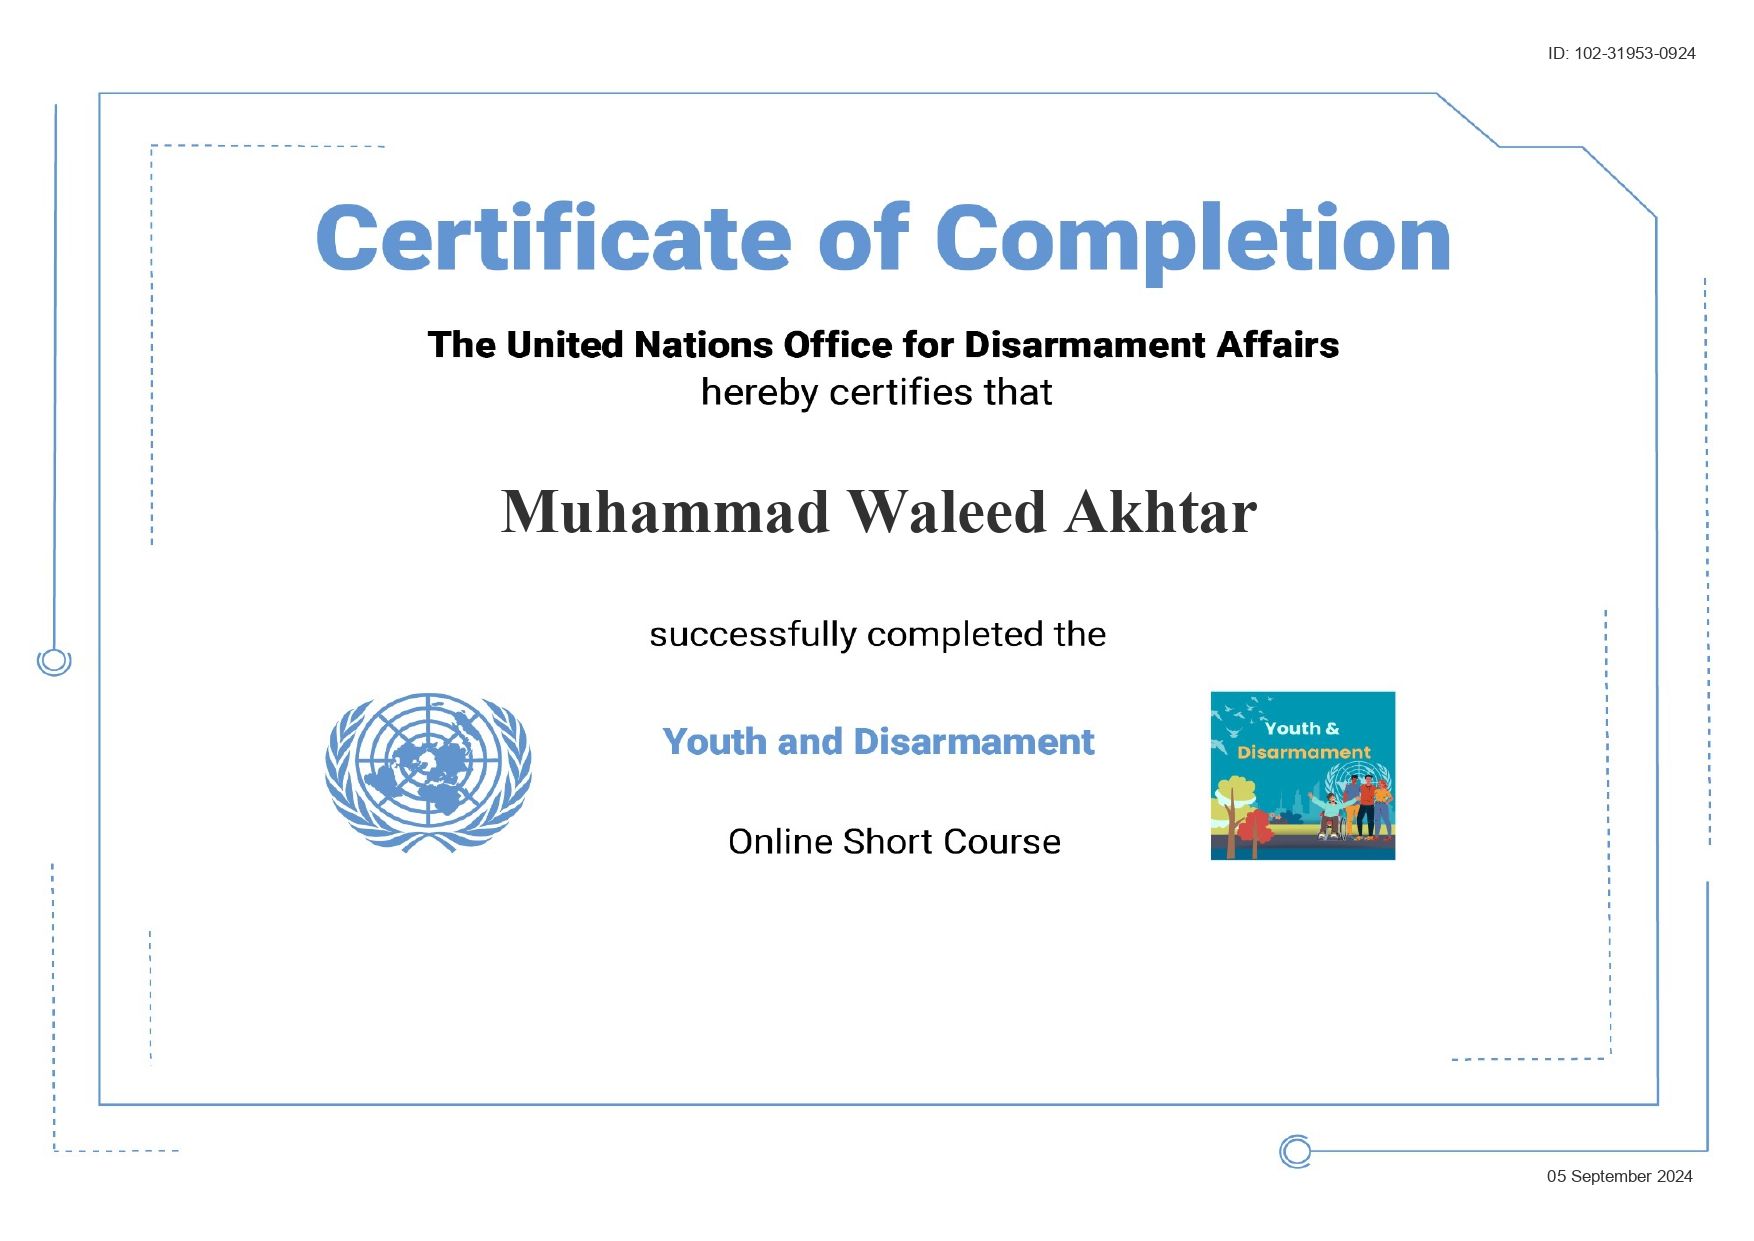 ID: 102-31953-0924
Certificate of Completion
The United Nations Office for Disarmament Affairs
hereby certifies that
Muhammad Waleed Akhtar
successfully completed the
Youth and Disarmament
Youth &
Disarmament
Online Short Course
05 September 2024